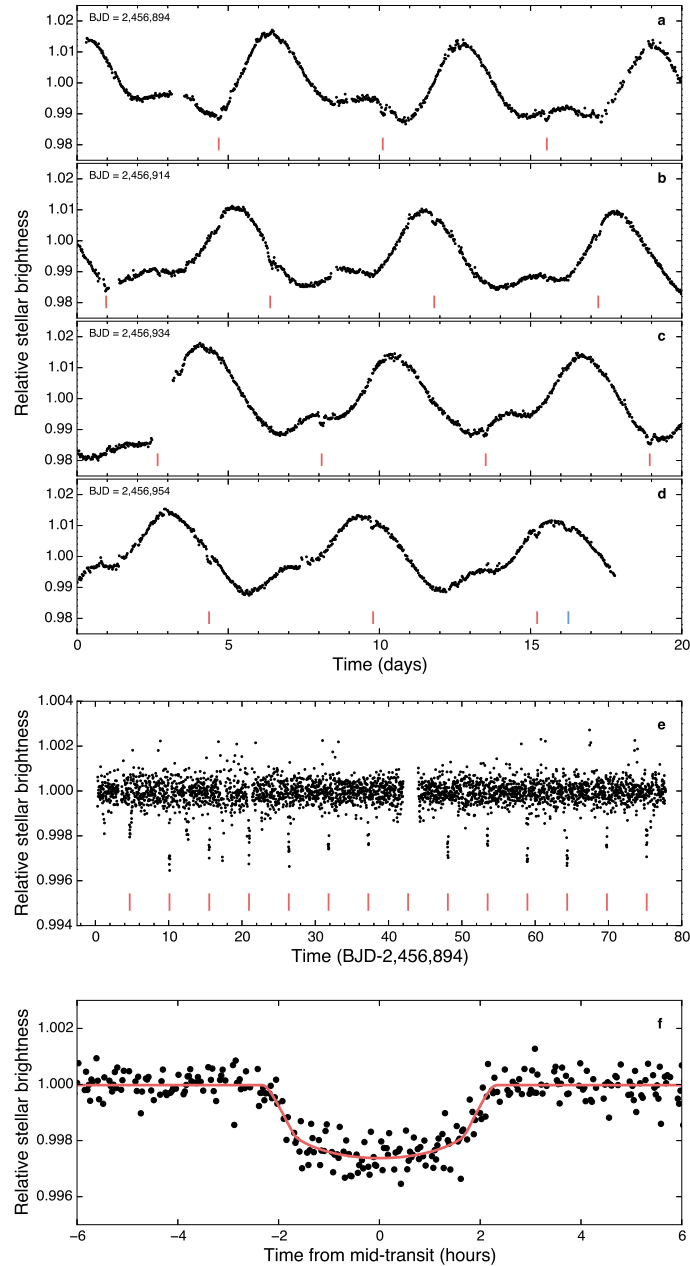 1.02
BJD = 2,456,894
a
1.01
1.00
0.99
0.98
1.02
BJD = 2,456,914
b
1.01
1.00
0.99
0.98
Relative stellar brightness
1.02
BJD = 2,456,934
c
1.01
1.00
0.99
0.98
1.02
BJD = 2,456,954
d
1.01
1.00
0.99
0.98
0 5 10 15 20
Time (days)
1.004
e
1.002
1.000
0.998
0.996
0.994
Relative stellar brightness
0 10 20 30 40 50 60 70 80
Time (BJD-2,456,894)
f
1.002
1.000
0.998
0.996
Relative stellar brightness
−6 −4 −2 0 2 4 6
Time from mid-transit (hours)